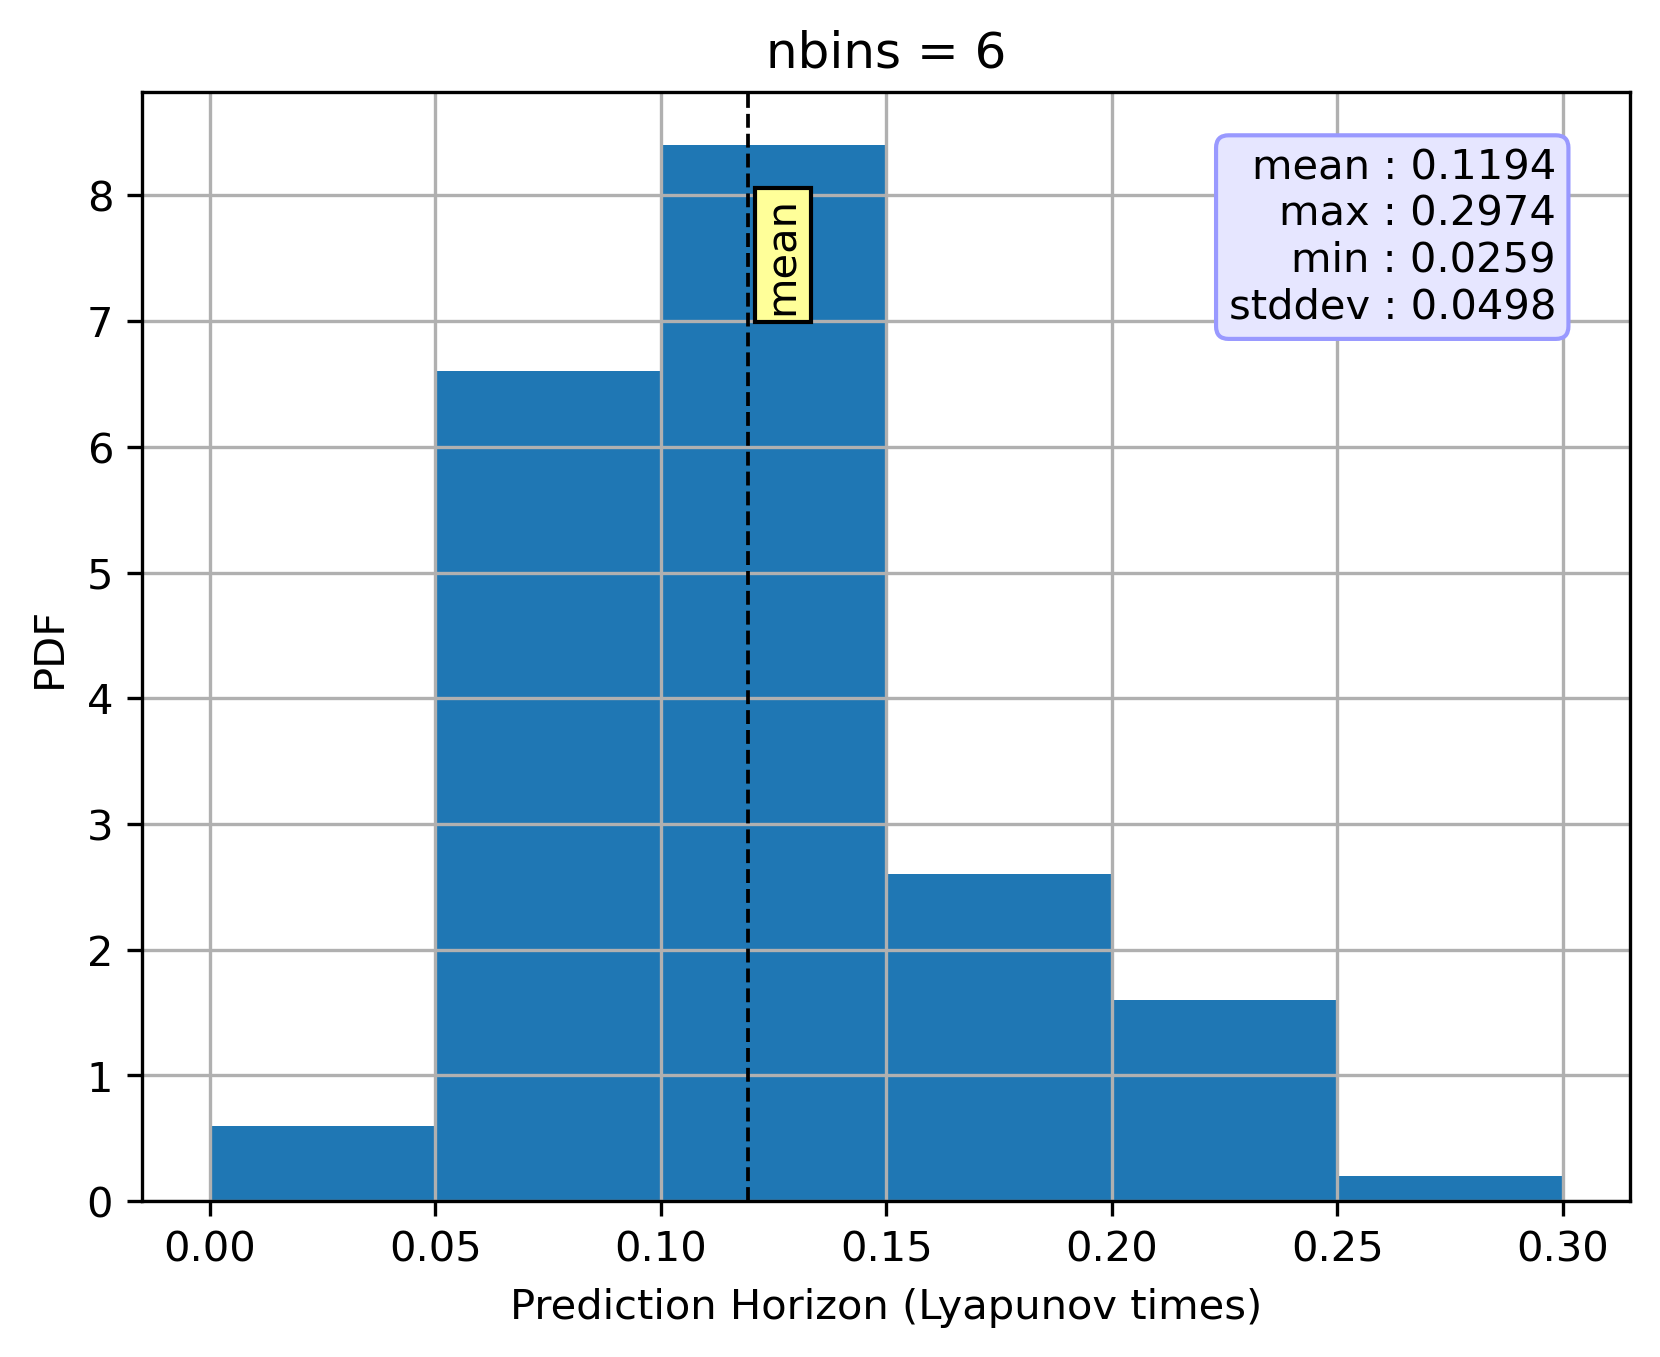 nbins = 6
mean : 0.1194
max : 0.2974
min : 0.0259
stddev : 0.0498
mean
PDF
8
7
6
5
4
3
2
1
0
0.00 0.05 0.10 0.15 0.20 0.25 0.30
Prediction Horizon (Lyapunov times)